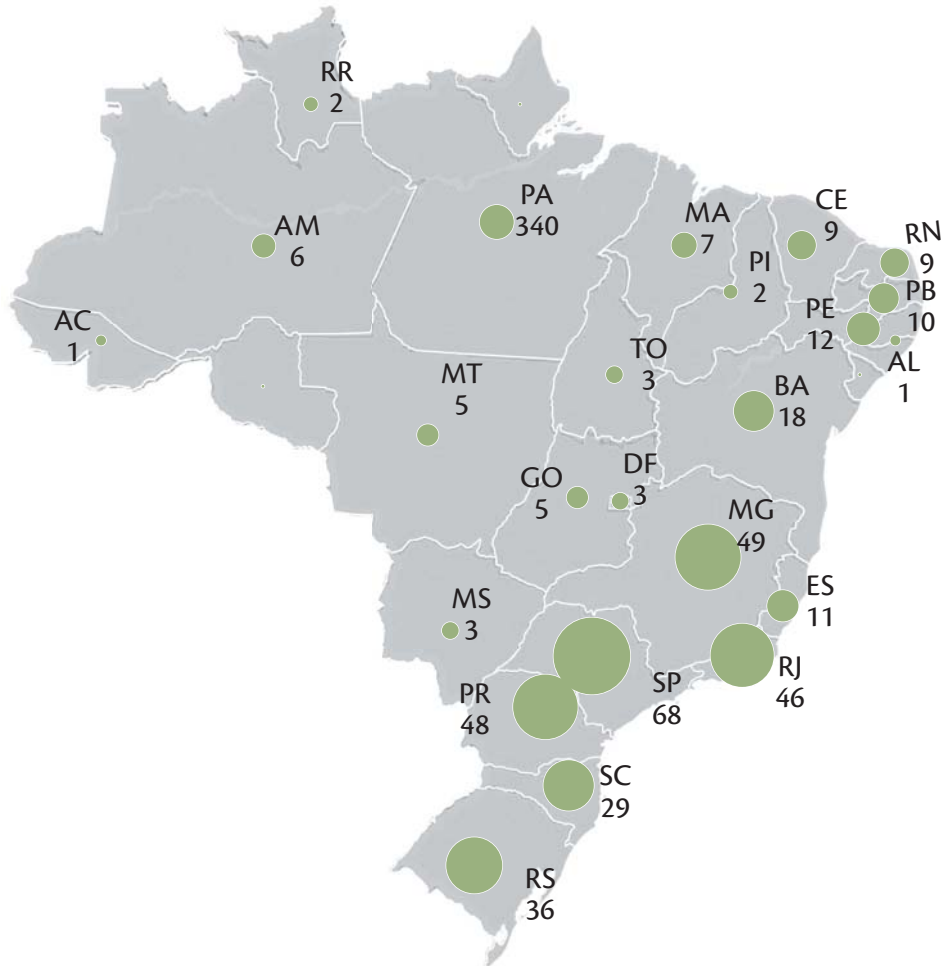 RR
2
PA
340
AM
6
MA
7
CE
9
RN
9
PI
2
PB
10
PE
12
AC
1
TO
3
AL
1
MT
5
BA
18
GO
5
DF
3
MG
49
ES
11
MS
3
RJ
46
SP
68
PR
48
SC
29
RS
36